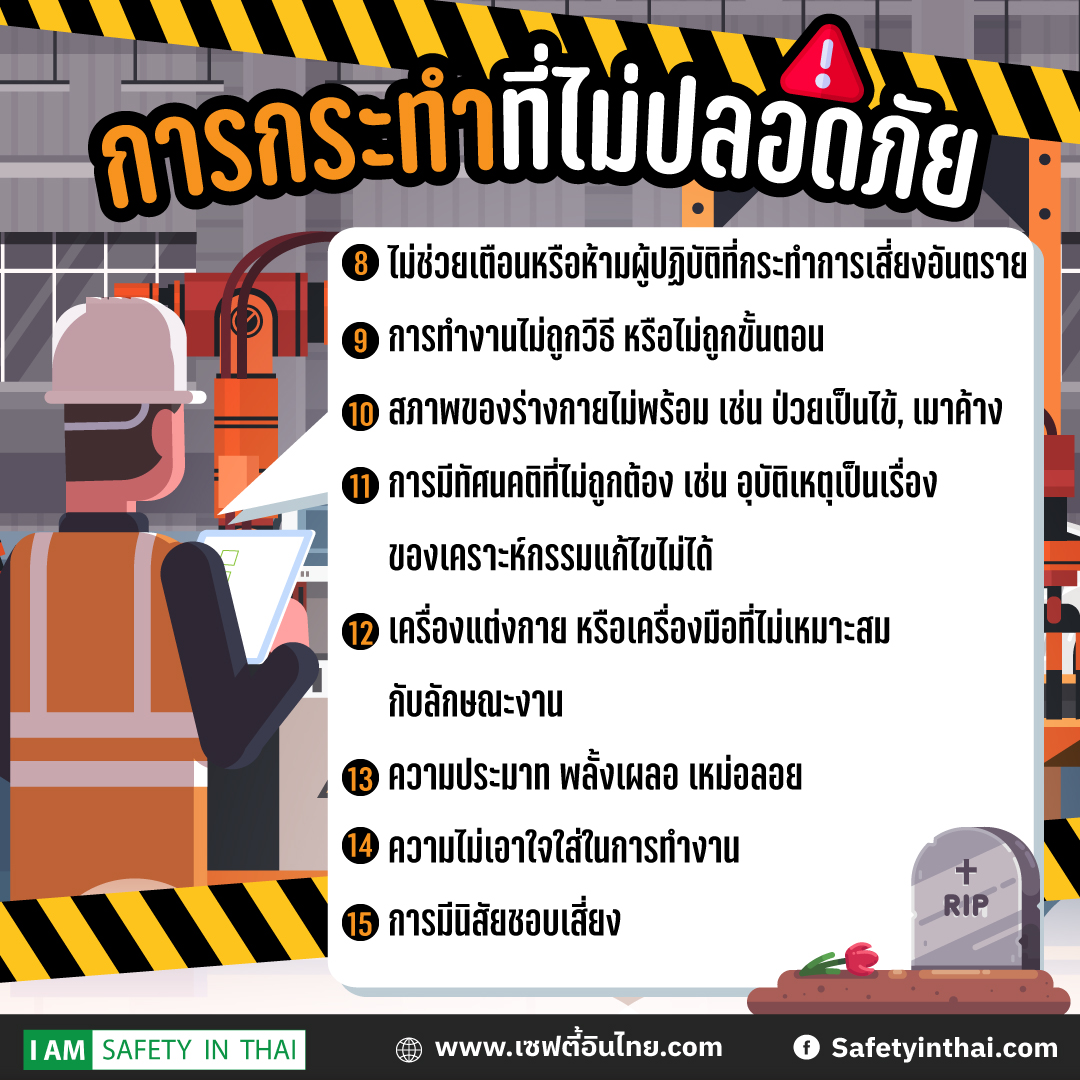 การกระทำที่ไม่ปลอดภัย
8 ไม่ช่วยเตือนหรือห้ามผู้ปฏิบัติที่กระทำการเสี่ยงอันตราย
9 การทำงานไม่ถูกวีธี หรือไม่ถูกขั้นตอน
10 สภาพของร่างกายไม่พร้อม เช่น ป่วยเป็นไข้, เมาค้าง
11 การมีทัศนคติที่ไม่ถูกต้อง เช่น อุบัติเหตุเป็นเรื่อง
ของเคราะห์กรรมแก้ไขไม่ได้
12 เครื่องแต่งกาย หรือเครื่องมือที่ไม่เหมาะสม
กับลักษณะงาน
13 ความประมาท พลั้งเผลอ เหม่อลอย
14 ความไม่เอาใจใส่ในการทำงาน
15 การมีนิสัยชอบเสี่ยง
RIP
I AM SAFETY IN THAI
www.เซฟตี้อินไทย.com
Safetyinthai.com